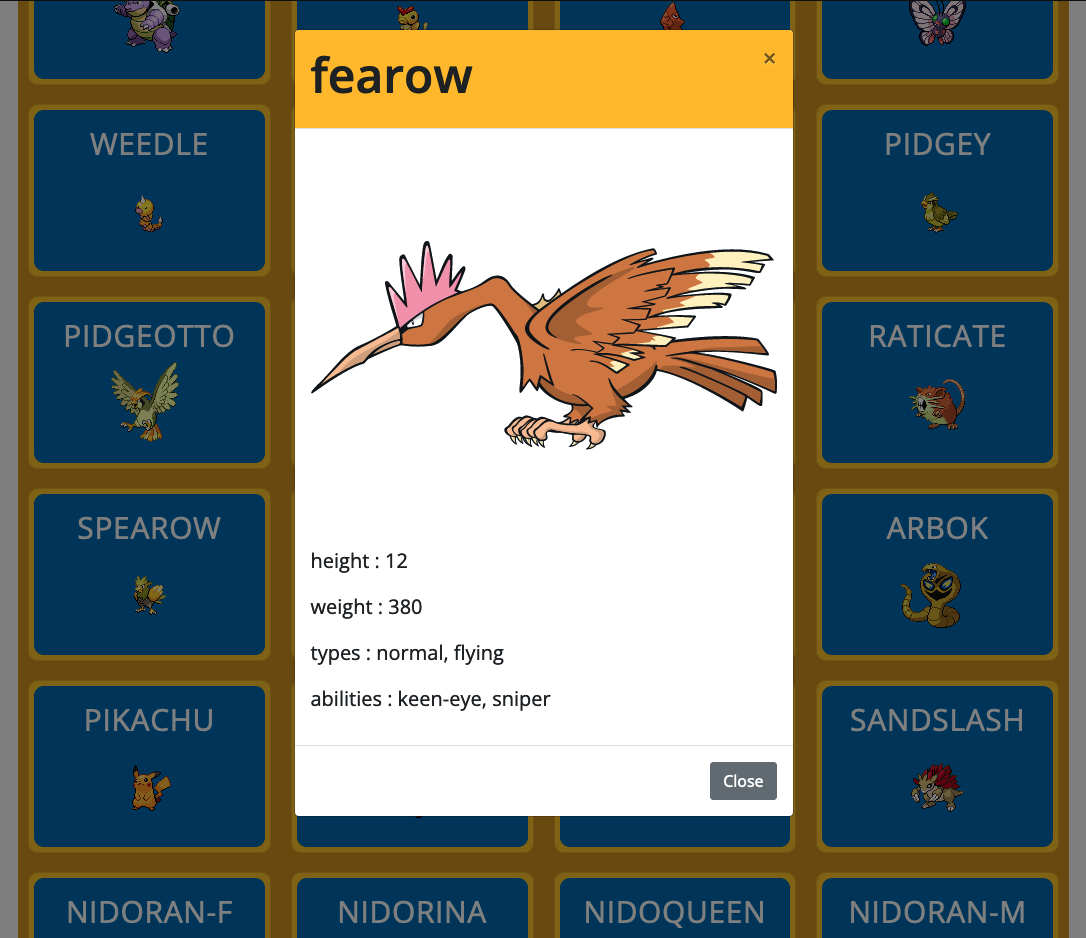 fearow
×
WEEDLE
PIDGEY
PIDGEOTTO
RATICATE
height : 12
weight : 380
types : normal, flying
abilities : keen-eye, sniper
SPEAROW
ARBOK
PIKACHU
SANDSLASH
Close
NIDORAN-F
NIDORINA
NIDOQUEEN
NIDORAN-M